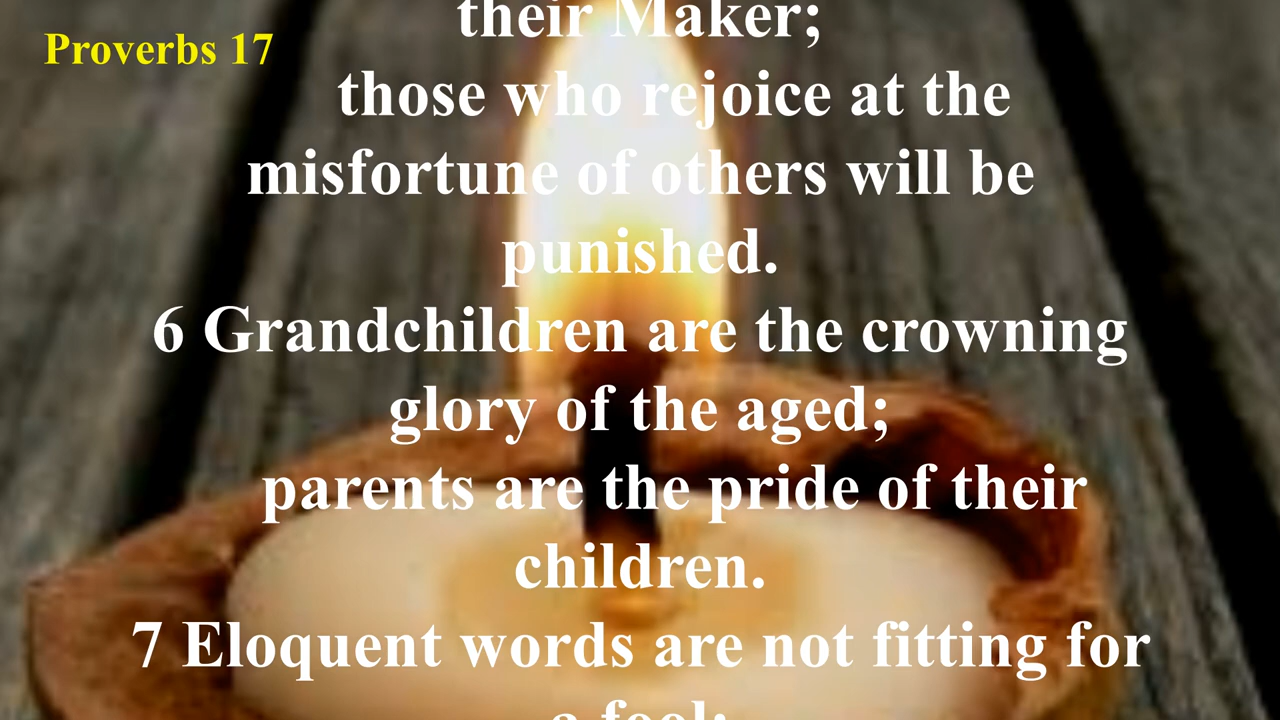 Proverbs 17
their Maker;
those who rejoice at the
misfortune of others will be
punished.
6 Grandchildren are the crowning
glory of the aged;
parents are the pride of their
children.
7 Eloquent words are not fitting for
a fool;